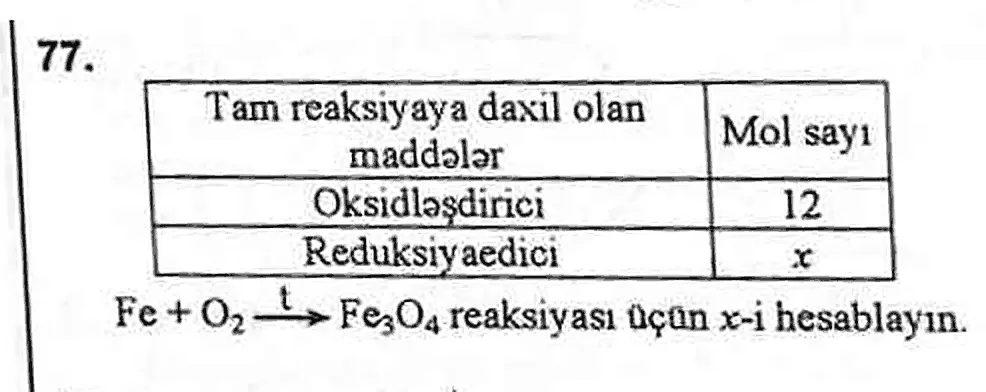 77.
Tam reaksiyaya daxil olan
maddələr
Mol sayı
Oksidləşdirici 12
Reduksiyaedici x
Fe + O₂ —t→ Fe₃O₄ reaksiyası üçün x-i hesablayın.